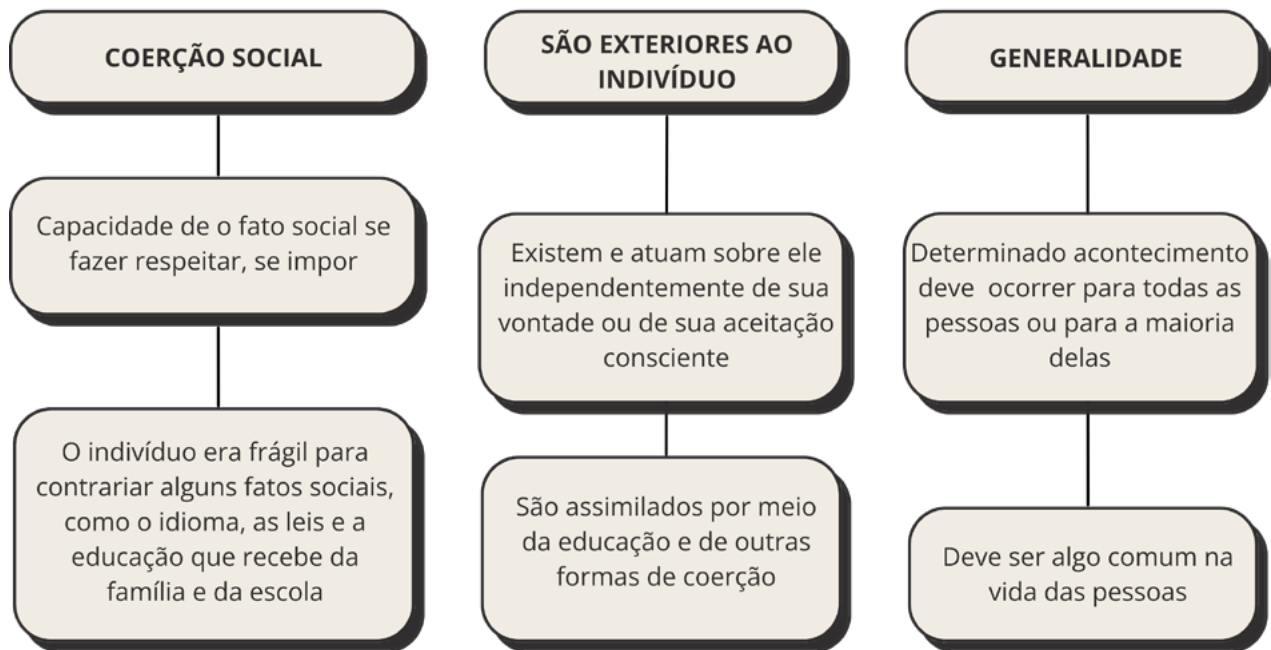 COERÇÃO SOCIAL
Capacidade de o fato social se
fazer respeitar, se impor
O indivíduo era frágil para
contrariar alguns fatos sociais,
como o idioma, as leis e a
educação que recebe da
família e da escola
SÃO EXTERIORES AO
INDIVÍDUO
Existem e atuam sobre ele
independentemente de sua
vontade ou de sua aceitação
consciente
São assimilados por meio
da educação e de outras
formas de coerção
GENERALIDADE
Determinado acontecimento
deve ocorrer para todas as
pessoas ou para a maioria
delas
Deve ser algo comum na
vida das pessoas